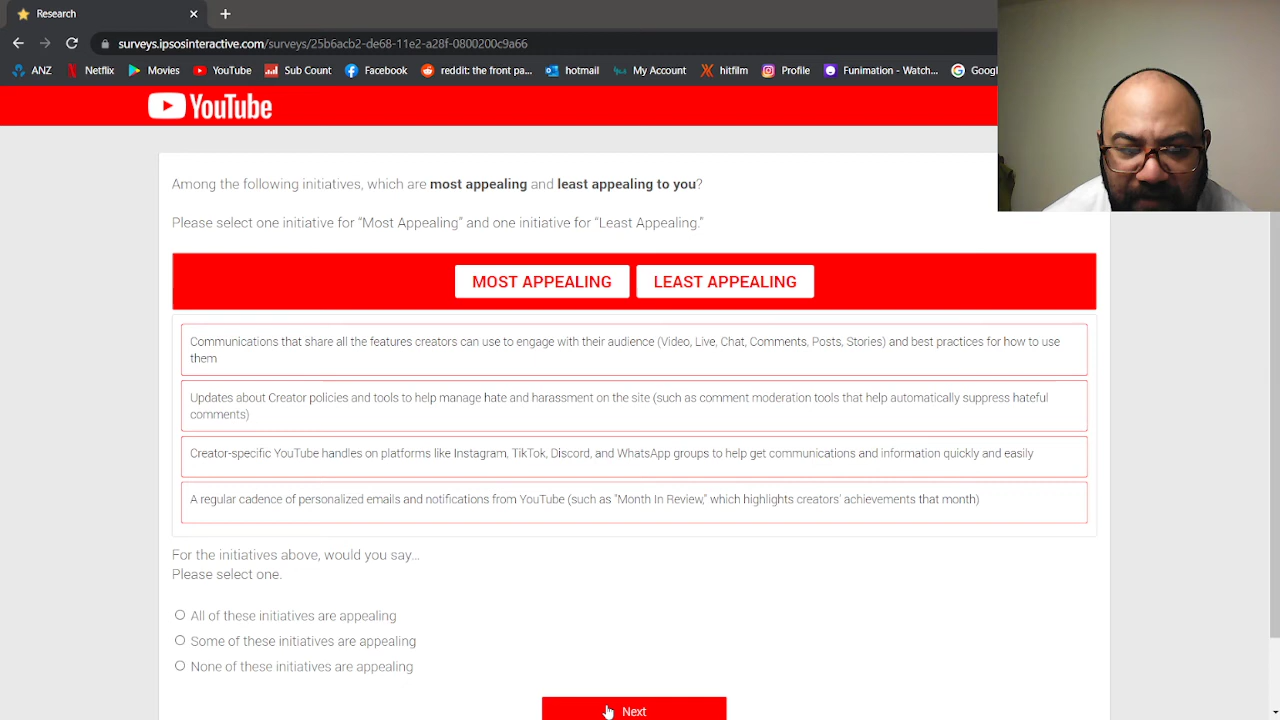 Research
surveys.ipsosinteractive.com/surveys/25b6acb2-de68-11e2-a28f-0800200c9a66
ANZ Netflix Movies YouTube Sub Count Facebook reddit: the front pa... hotmail My Account hitfilm Profile Funimation - Watch... Googl
YouTube
Among the following initiatives, which are most appealing and least appealing to you?
Please select one initiative for “Most Appealing” and one initiative for “Least Appealing.”
MOST APPEALING LEAST APPEALING
Communications that share all the features creators can use to engage with their audience (Video, Live, Chat, Comments, Posts, Stories) and best practices for how to use
them
Updates about Creator policies and tools to help manage hate and harassment on the site (such as comment moderation tools that help automatically suppress hateful
comments)
Creator-specific YouTube handles on platforms like Instagram, TikTok, Discord, and WhatsApp groups to help get communications and information quickly and easily
A regular cadence of personalized emails and notifications from YouTube (such as "Month In Review," which highlights creators' achievements that month)
For the initiatives above, would you say...
Please select one.
All of these initiatives are appealing
Some of these initiatives are appealing
None of these initiatives are appealing
Next